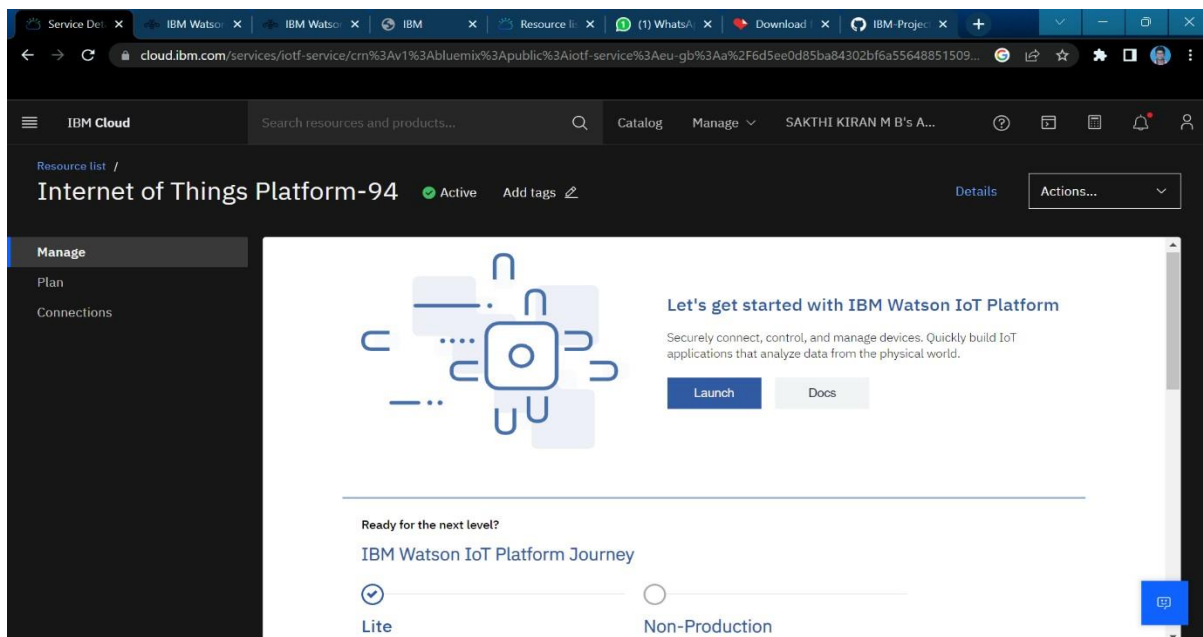 Service Det
IBM Watso
IBM Watso
IBM
Resource lis
(1) WhatsA
Download
IBM-Projec
cloud.ibm.com/services/iotf-service/crn%3Av1%3Abluemix%3Apublic%3Aiotf-service%3Aeu-gb%3Aa%2F6d5ee0d85ba84302bf6a55648851509...
IBM Cloud
Search resources and products...
Catalog
Manage
SAKTHI KIRAN M B's A...
Resource list /
Internet of Things Platform-94
Active
Add tags
Details
Actions...
Manage
Plan
Connections
Let's get started with IBM Watson IoT Platform
Securely connect, control, and manage devices. Quickly build IoT
applications that analyze data from the physical world.
Launch
Docs
Ready for the next level?
IBM Watson IoT Platform Journey
Lite
Non-Production